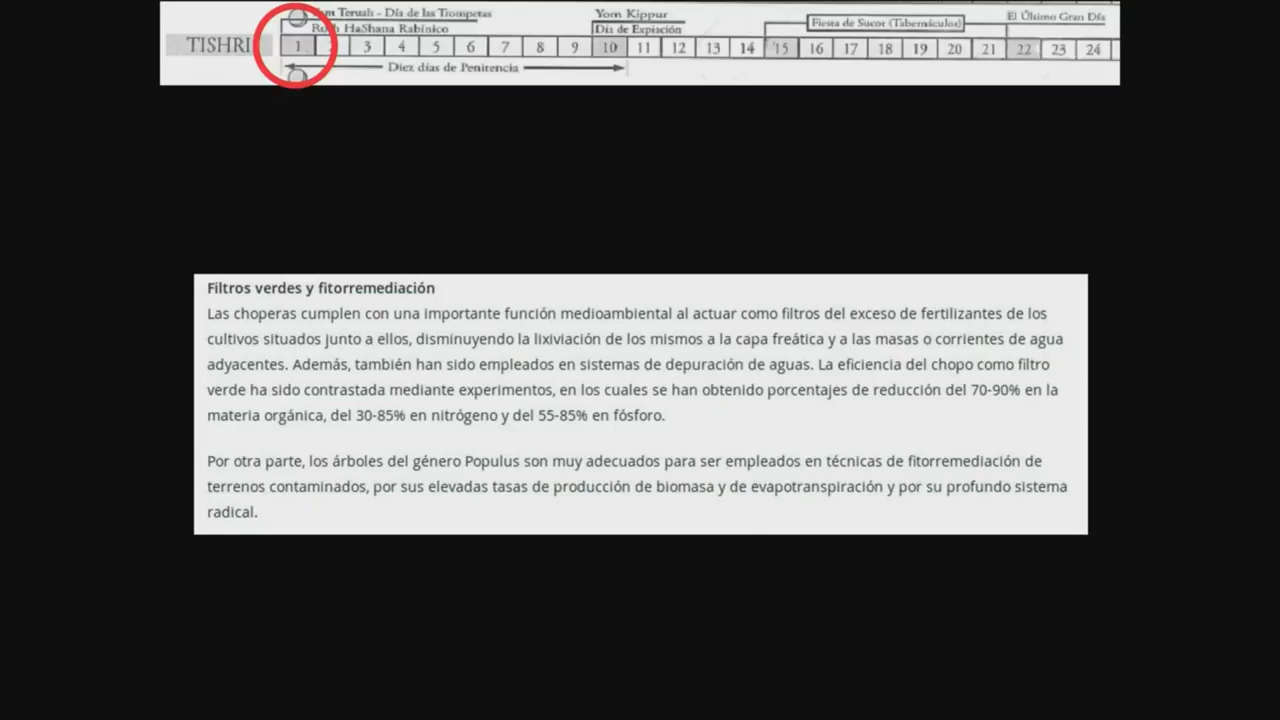 Yom Teruah - Día de las Trompetas
Rosh HaShana Rabínico
Yom Kippur
Día de Expiación
Fiesta de Sucot (Tabernáculos)
El Último Gran Día
TISHRI 1 2 3 4 5 6 7 8 9 10 11 12 13 14 15 16 17 18 19 20 21 22 23 24
Diez días de Penitencia
Filtros verdes y fitorremediación
Las choperas cumplen con una importante función medioambiental al actuar como filtros del exceso de fertilizantes de los
cultivos situados junto a ellos, disminuyendo la lixiviación de los mismos a la capa freática y a las masas o corrientes de agua
adyacentes. Además, también han sido empleados en sistemas de depuración de aguas. La eficiencia del chopo como filtro
verde ha sido contrastada mediante experimentos, en los cuales se han obtenido porcentajes de reducción del 70-90% en la
materia orgánica, del 30-85% en nitrógeno y del 55-85% en fósforo.
Por otra parte, los árboles del género Populus son muy adecuados para ser empleados en técnicas de fitorremediación de
terrenos contaminados, por sus elevadas tasas de producción de biomasa y de evapotranspiración y por su profundo sistema
radical.